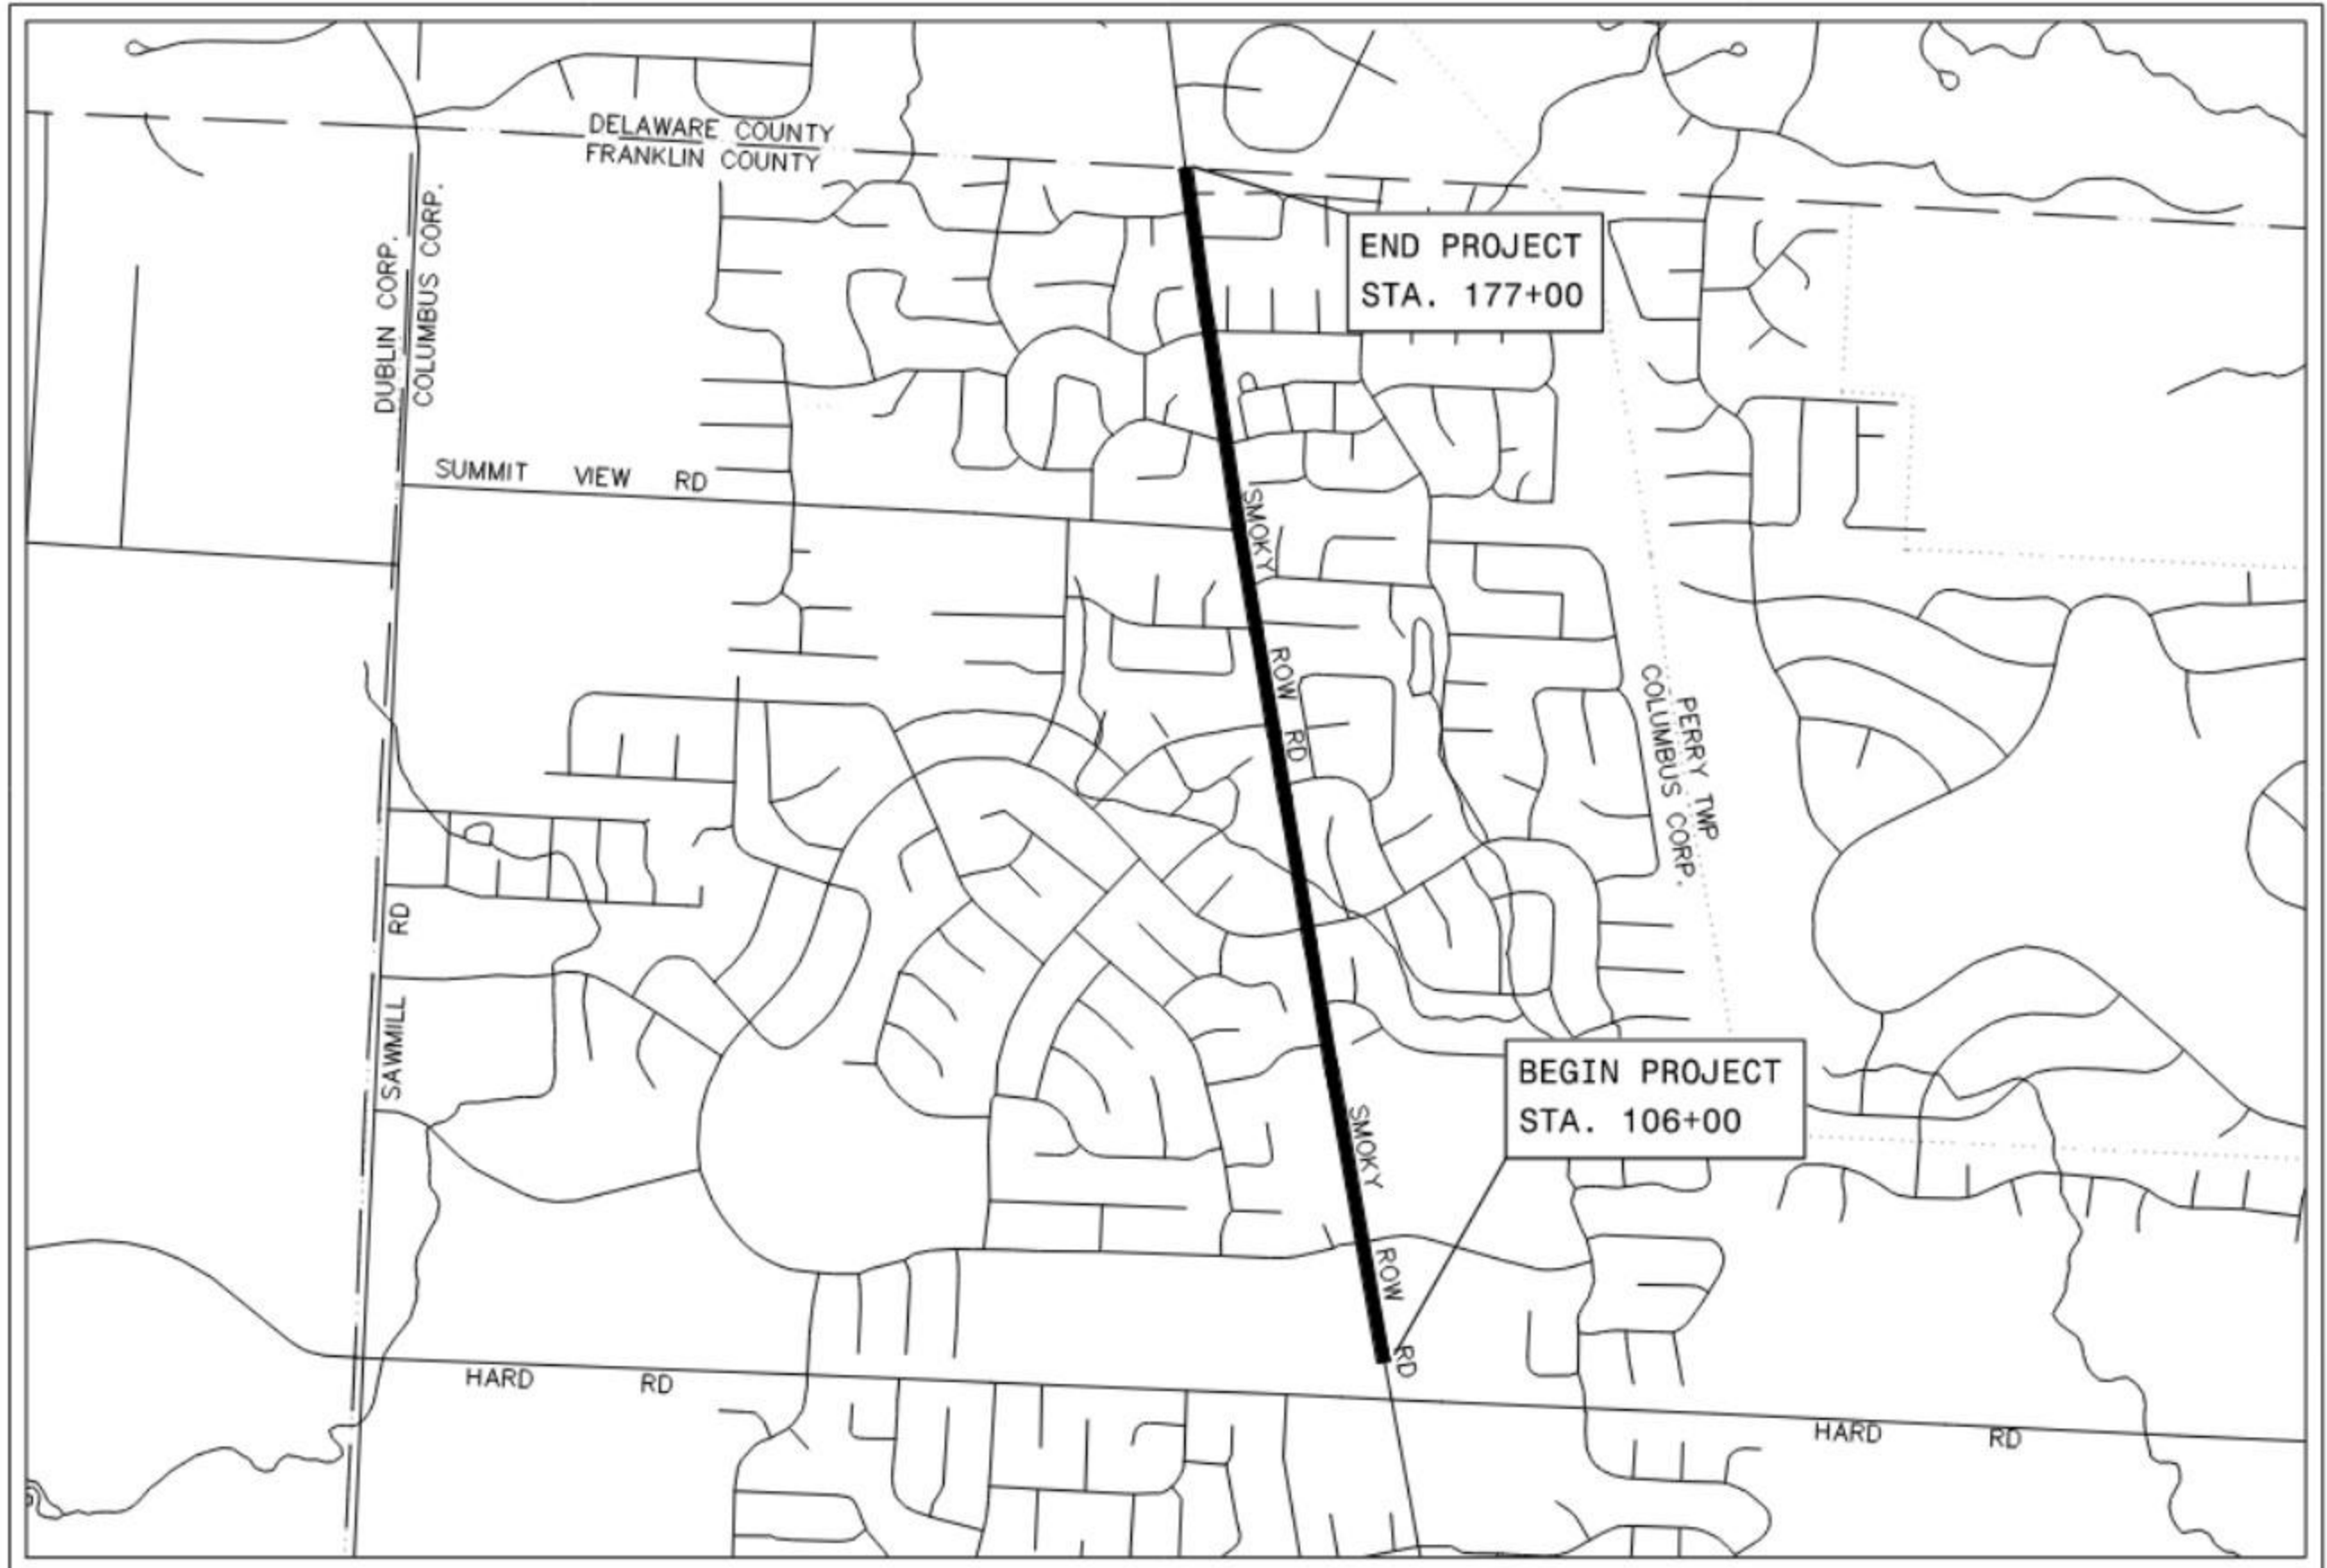 DELAWARE COUNTY
FRANKLIN COUNTY
DUBLIN CORP.
COLUMBUS CORP.
END PROJECT
STA. 177+00
SUMMIT VIEW RD
SMOKY ROW RD
PERRY TWP
COLUMBUS CORP.
SAWMILL RD
BEGIN PROJECT
STA. 106+00
SMOKY ROW RD
HARD RD
HARD RD